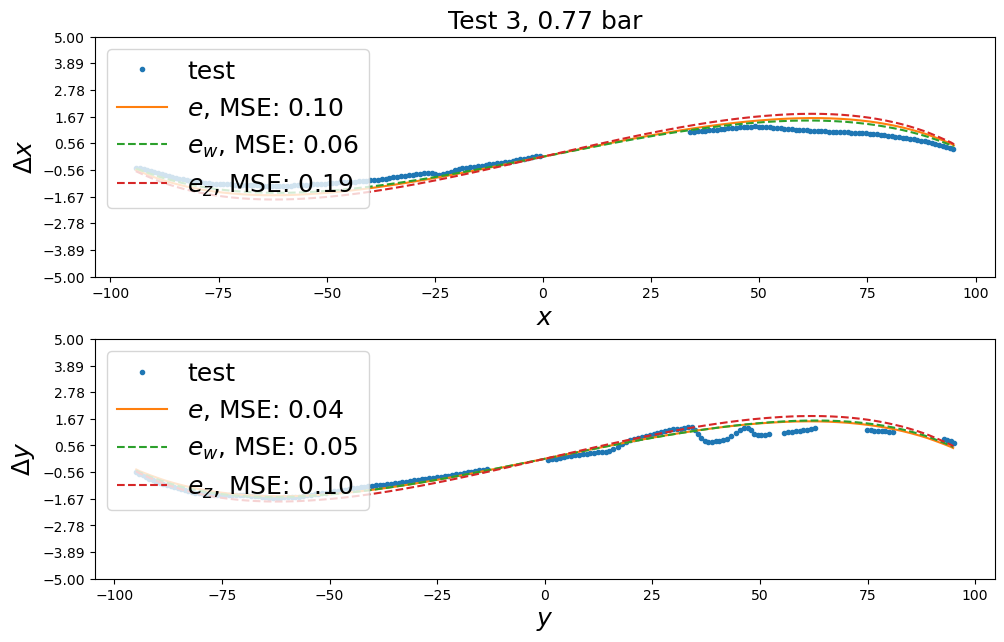 Test 3, 0.77 bar
5.00
3.89
2.78
1.67
0.56
−0.56
−1.67
−2.78
−3.89
−5.00
Δx
test
e, MSE: 0.10
e_w, MSE: 0.06
e_z, MSE: 0.19
−100 −75 −50 −25 0 25 50 75 100
x
5.00
3.89
2.78
1.67
0.56
−0.56
−1.67
−2.78
−3.89
−5.00
Δy
test
e, MSE: 0.04
e_w, MSE: 0.05
e_z, MSE: 0.10
−100 −75 −50 −25 0 25 50 75 100
y